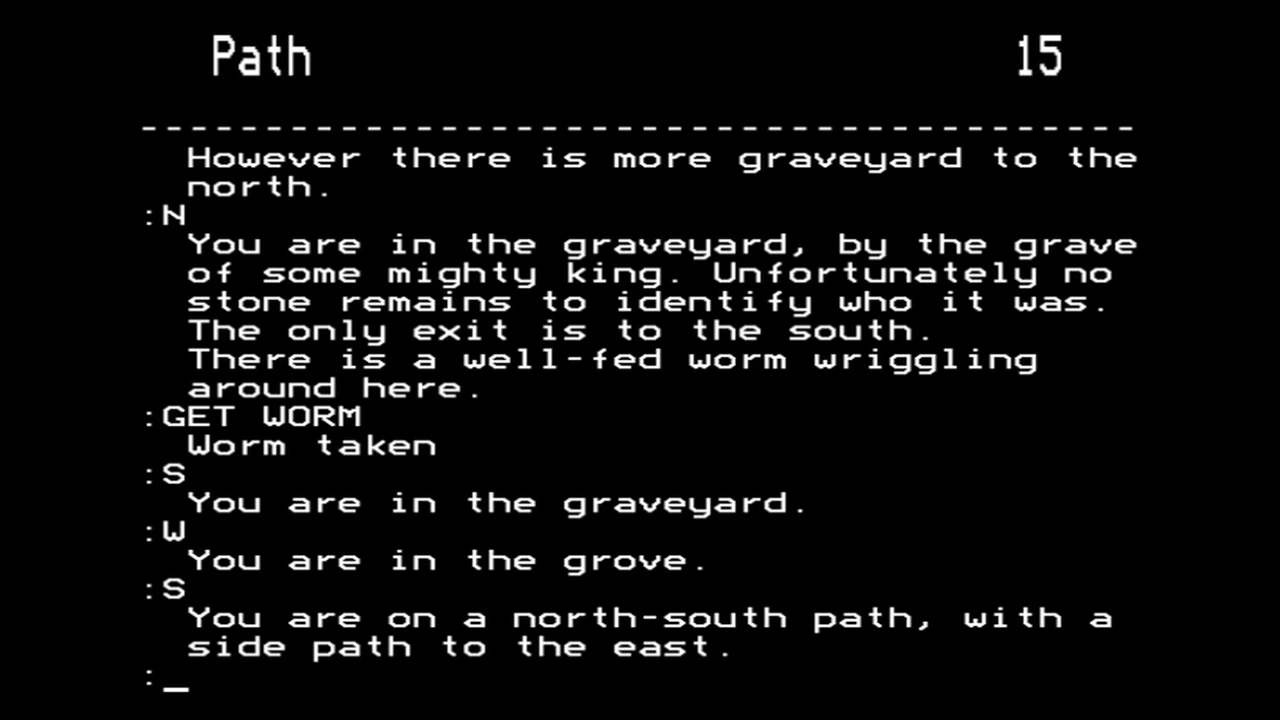 Path 15
----------------------------------------
However there is more graveyard to the
north.
:N
You are in the graveyard, by the grave
of some mighty king. Unfortunately no
stone remains to identify who it was.
The only exit is to the south.
There is a well-fed worm wriggling
around here.
:GET WORM
Worm taken
:S
You are in the graveyard.
:W
You are in the grove.
:S
You are on a north-south path, with a
side path to the east.
:_